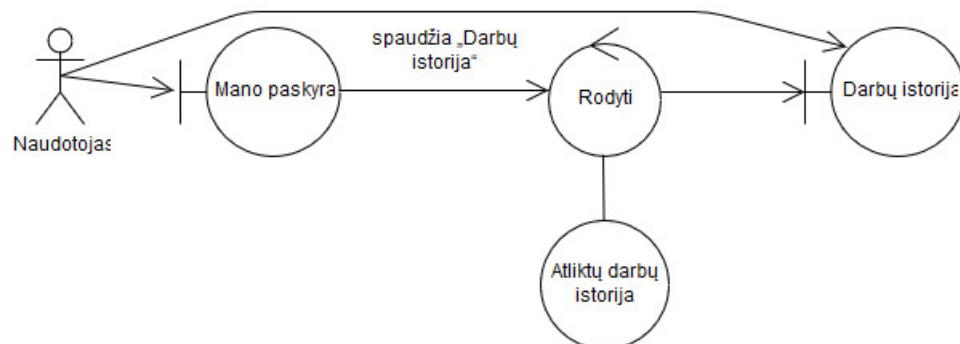 spaudžia „Darbų
istorija“
Mano paskyra
Rodyti
Darbų istorija
Naudotojas
Atliktų darbų
istorija